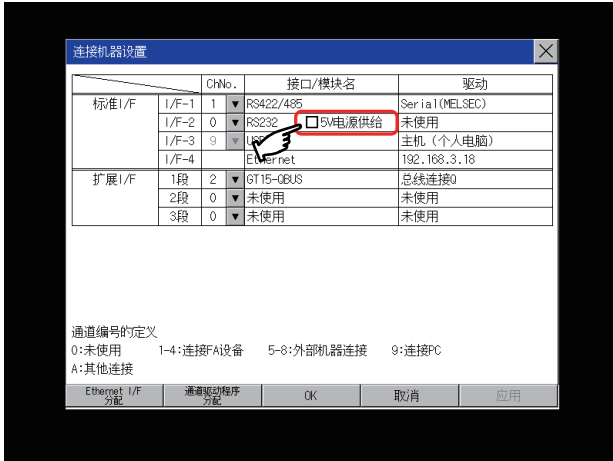 连接机器设置
ChNo. 接口/模块名 驱动
标准I/F I/F-1 1 RS422/485 Serial(MELSEC)
I/F-2 0 RS232 5V电源供给 未使用
I/F-3 9 主机（个人电脑）
I/F-4 Ethernet 192.168.3.18
扩展I/F 1段 2 GT15-QBUS 总线连接Q
2段 0 未使用 未使用
3段 0 未使用 未使用
通道编号的定义
0:未使用 1-4:连接FA设备 5-8:外部机器连接 9:连接PC
A:其他连接
Ethernet I/F
分配
通道驱动程序
分配
OK 取消 应用